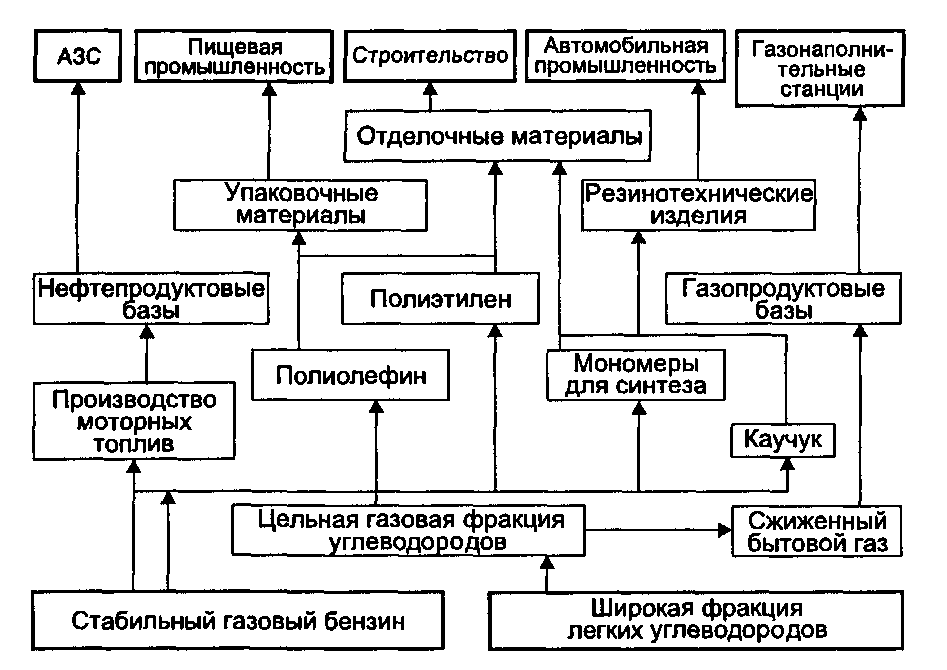 АЗС
Пищевая
промышленность
Строительство
Автомобильная
промышленность
Газонаполни-
тельные
станции
Отделочные материалы
Упаковочные
материалы
Резинотехнические
изделия
Нефтепродуктовые
базы
Полиэтилен
Газопродуктовые
базы
Полиолефин
Мономеры
для синтеза
Производство
моторных
топлив
Каучук
Цельная газовая фракция
углеводородов
Сжиженный
бытовой газ
Стабильный газовый бензин
Широкая фракция
легких углеводородов